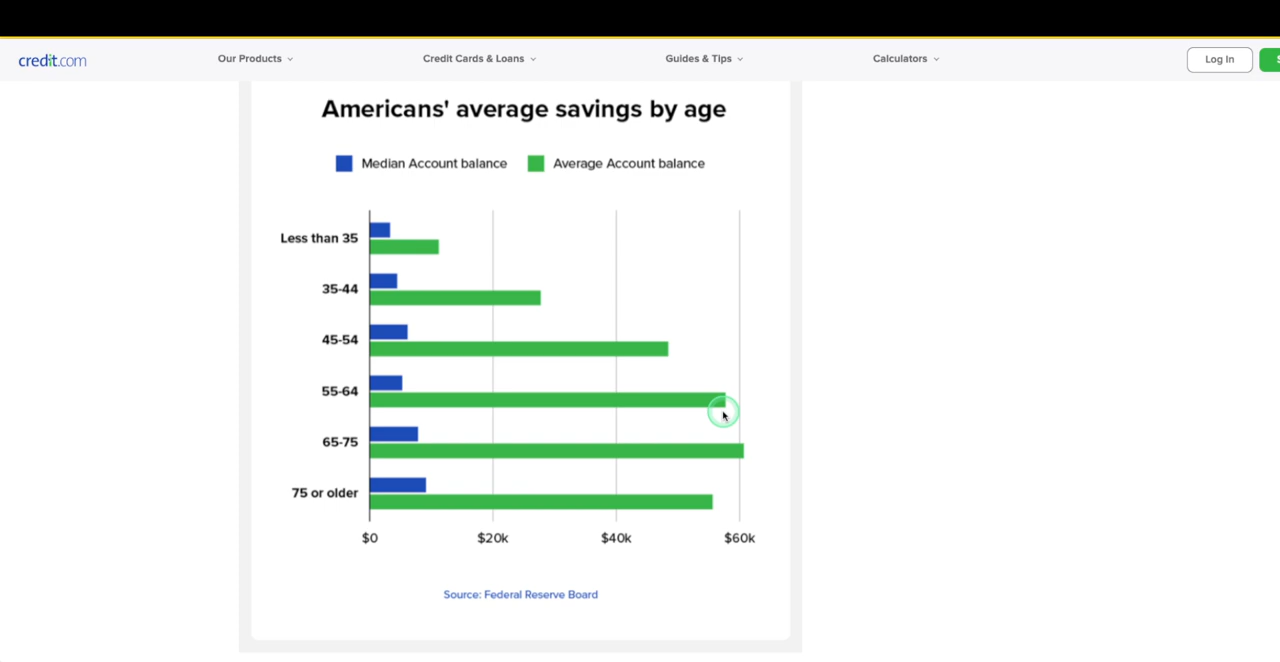 credit.com
Our Products
Credit Cards & Loans
Guides & Tips
Calculators
Log In
Americans' average savings by age
Median Account balance
Average Account balance
Less than 35
35-44
45-54
55-64
65-75
75 or older
$0 $20k $40k $60k
Source: Federal Reserve Board